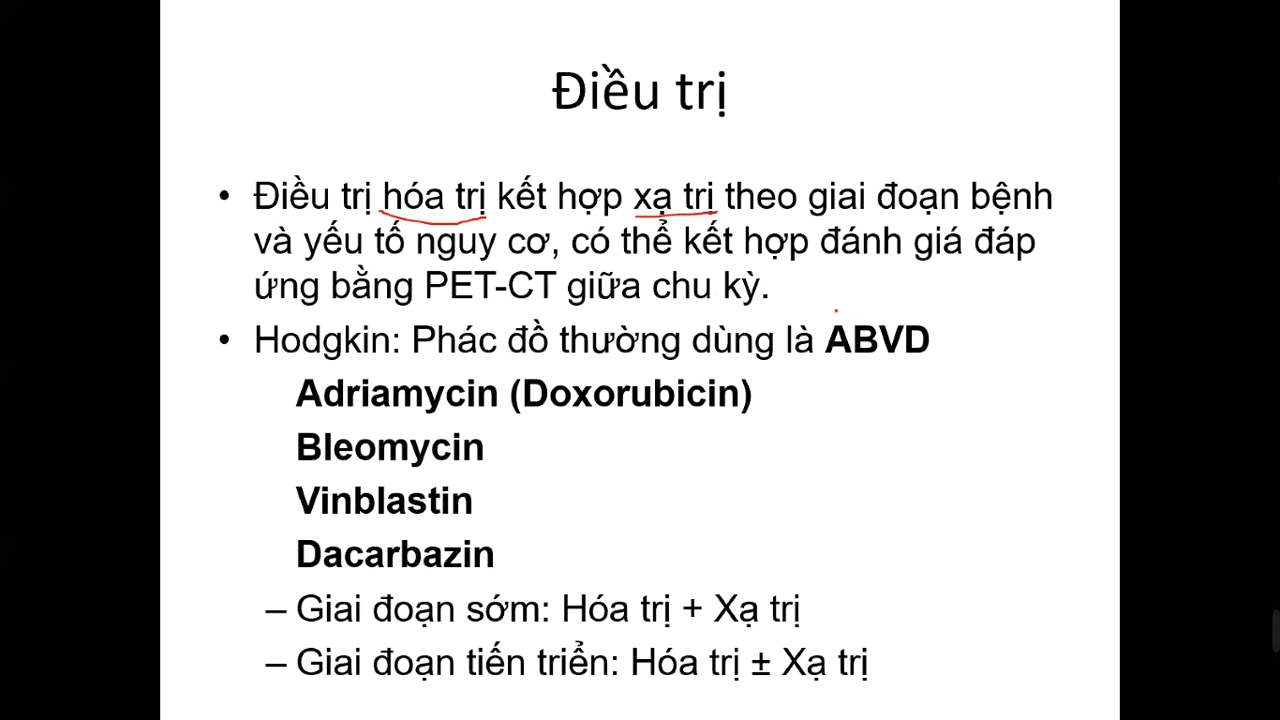 Điều trị
• Điều trị hóa trị kết hợp xạ trị theo giai đoạn bệnh
và yếu tố nguy cơ, có thể kết hợp đánh giá đáp
ứng bằng PET-CT giữa chu kỳ.
• Hodgkin: Phác đồ thường dùng là ABVD
Adriamycin (Doxorubicin)
Bleomycin
Vinblastin
Dacarbazin
– Giai đoạn sớm: Hóa trị + Xạ trị
– Giai đoạn tiến triển: Hóa trị ± Xạ trị